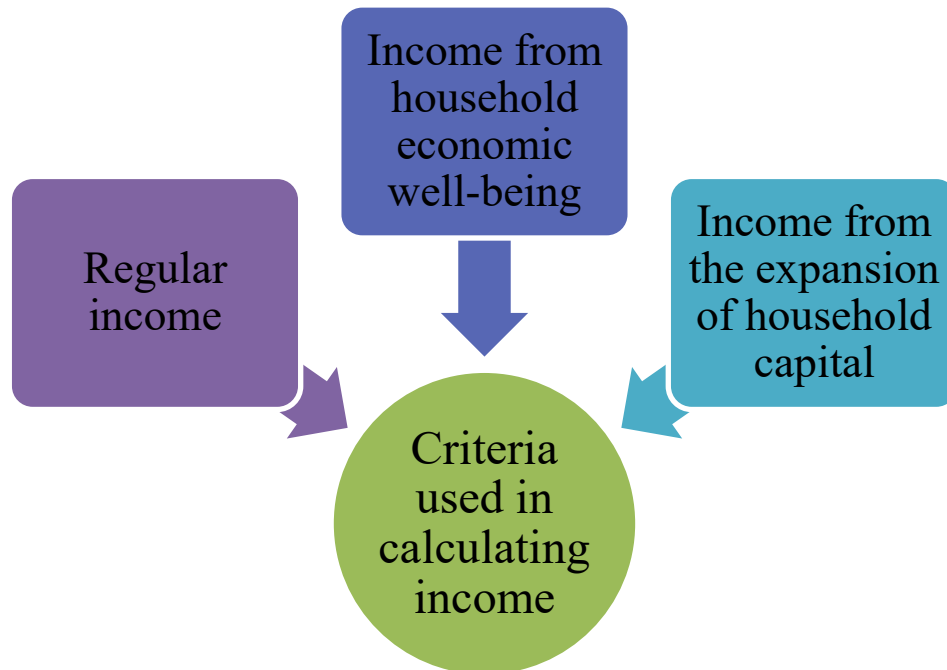 Income from
household
economic
well-being
Regular
income
Income from
the expansion
of household
capital
Criteria
used in
calculating
income